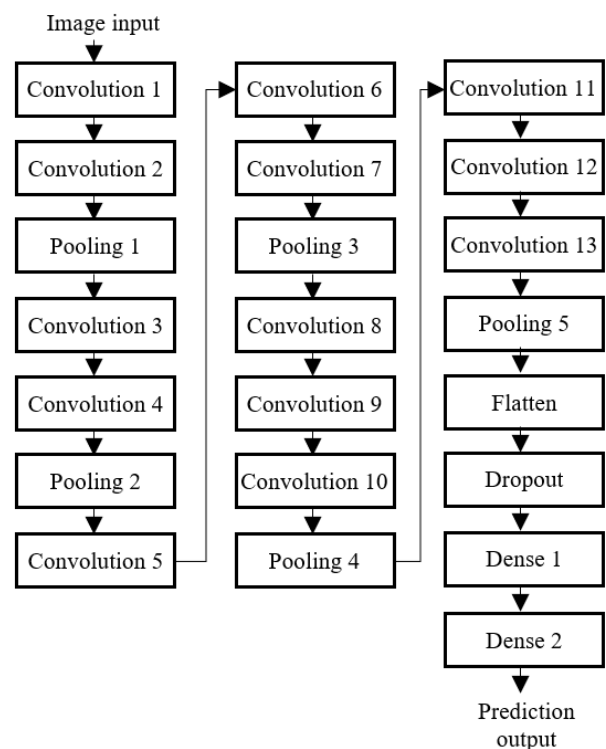 Image input
Convolution 1
Convolution 2
Pooling 1
Convolution 3
Convolution 4
Pooling 2
Convolution 5
Convolution 6
Convolution 7
Pooling 3
Convolution 8
Convolution 9
Convolution 10
Pooling 4
Convolution 11
Convolution 12
Convolution 13
Pooling 5
Flatten
Dropout
Dense 1
Dense 2
Prediction
output